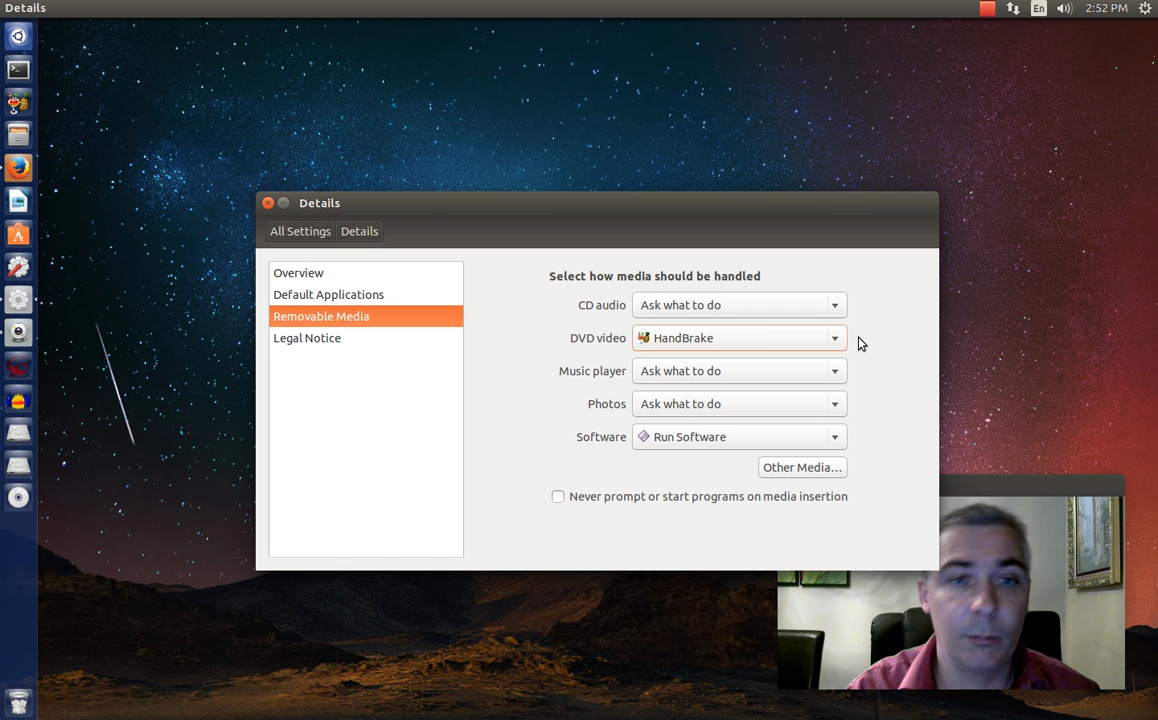 Details
En
2:52 PM
Details
All Settings
Details
Overview
Default Applications
Removable Media
Legal Notice
Select how media should be handled
CD audio
Ask what to do
DVD video
HandBrake
Music player
Ask what to do
Photos
Ask what to do
Software
Run Software
Other Media...
Never prompt or start programs on media insertion